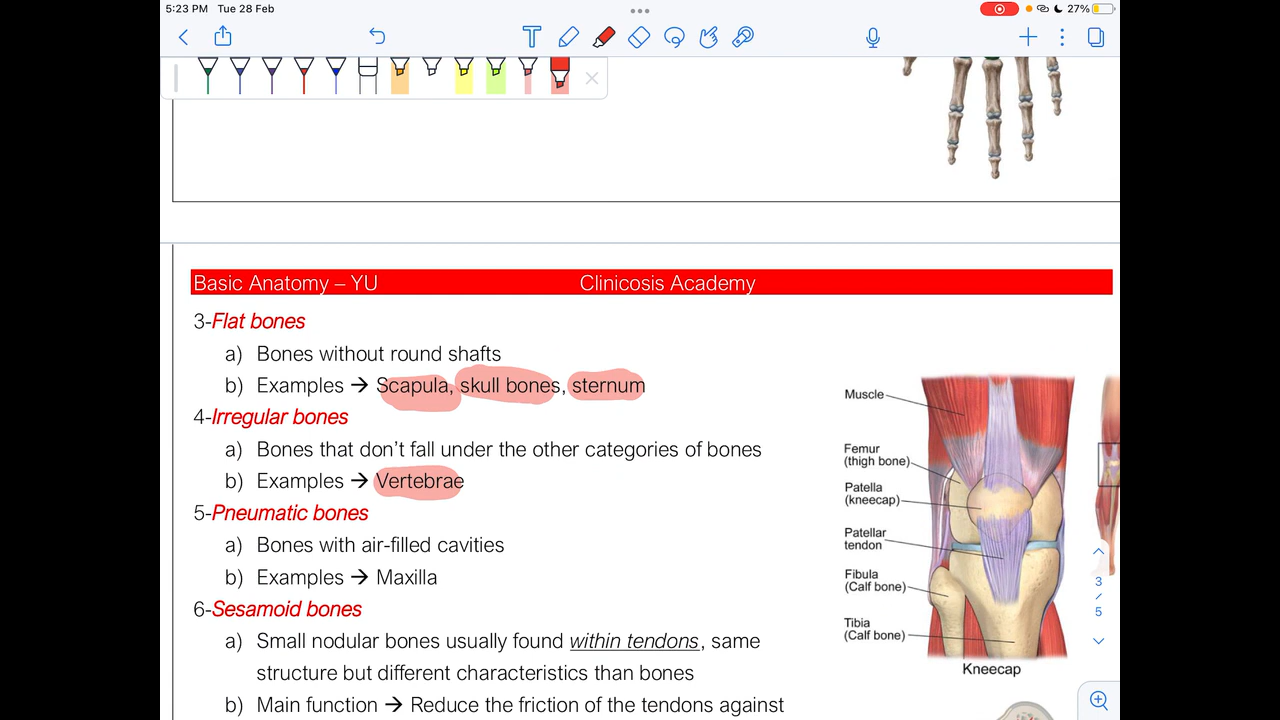 5:23 PM Tue 28 Feb
27%
T
Basic Anatomy – YU Clinicosis Academy
3-Flat bones
a) Bones without round shafts
b) Examples → Scapula, skull bones, sternum
4-Irregular bones
a) Bones that don't fall under the other categories of bones
b) Examples → Vertebrae
5-Pneumatic bones
a) Bones with air-filled cavities
b) Examples → Maxilla
6-Sesamoid bones
a) Small nodular bones usually found within tendons, same
structure but different characteristics than bones
b) Main function → Reduce the friction of the tendons against
Muscle
Femur
(thigh bone)
Patella
(kneecap)
Patellar
tendon
Fibula
(Calf bone)
Tibia
(Calf bone)
Kneecap
3
/
5